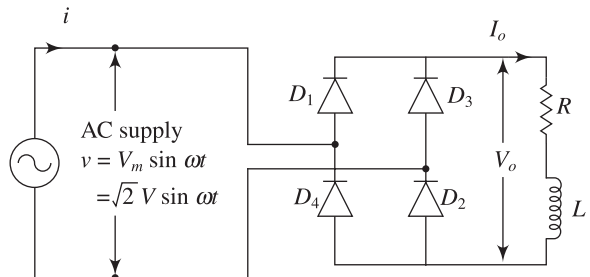 i
I_o
D_1
D_3
AC supply
v = V_m sin ωt
= √2 V sin ωt
R
V_o
D_4
D_2
L